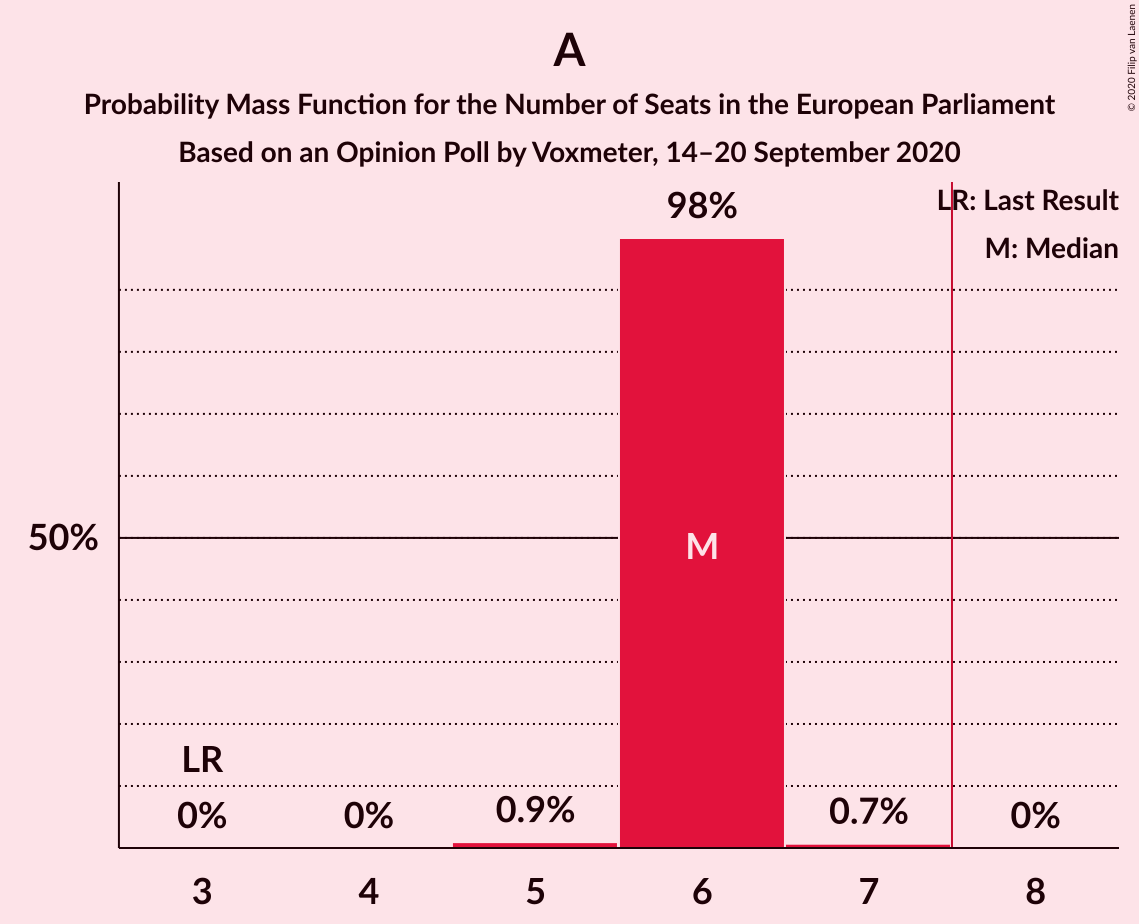 A
Probability Mass Function for the Number of Seats in the European Parliament
Based on an Opinion Poll by Voxmeter, 14–20 September 2020
© 2020 Filip van Laenen
LR: Last Result
M: Median
98%
50%
M
LR
0%
0%
0.9%
0.7%
0%
3
4
5
6
7
8